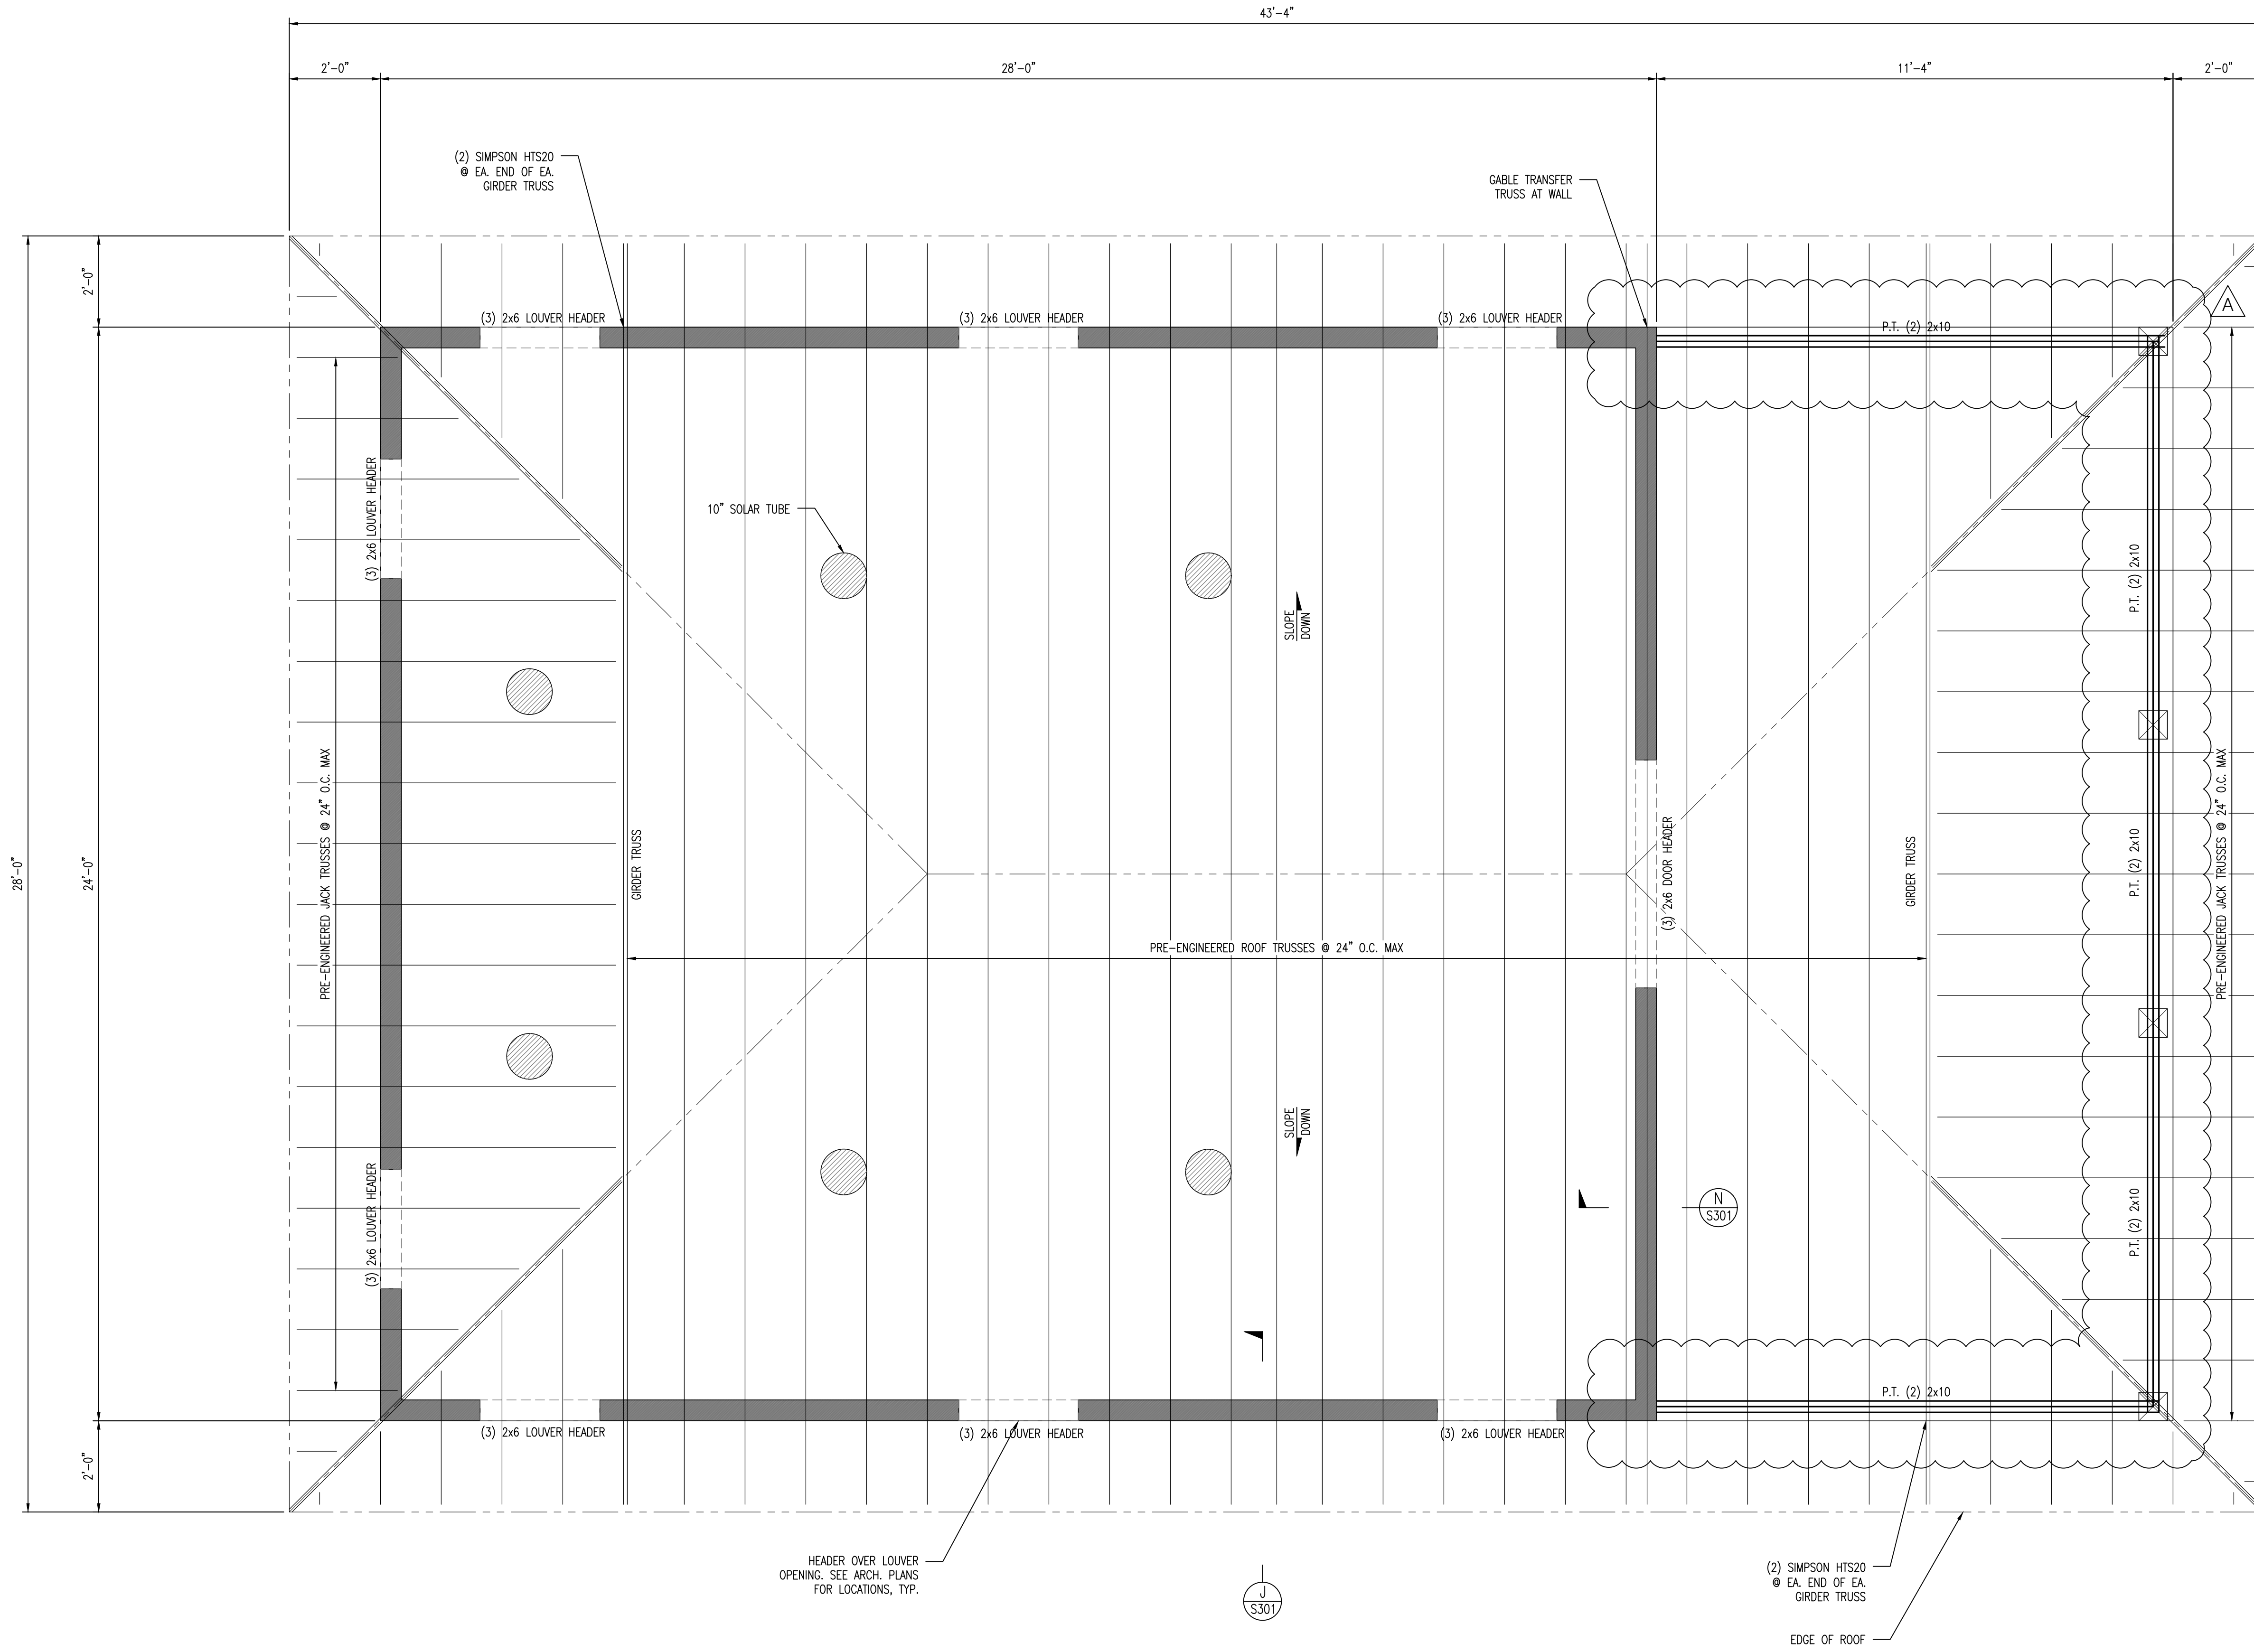 43'-4"
2'-0"
28'-0"
11'-4"
2'-0"
(2) SIMPSON HTS20
@ EA. END OF EA.
GIRDER TRUSS
GABLE TRANSFER
TRUSS AT WALL
2'-0"
(3) 2x6 LOUVER HEADER
(3) 2x6 LOUVER HEADER
(3) 2x6 LOUVER HEADER
P.T. (2) 2x10
A
(3) 2x6 LOUVER HEADER
10" SOLAR TUBE
SLOPE
DOWN
P.T. (2) 2x10
28'-0"
24'-0"
PRE-ENGINEERED JACK TRUSSES @ 24" O.C. MAX
GIRDER TRUSS
(3) 2x6 DOOR HEADER
GIRDER TRUSS
P.T. (2) 2x10
PRE-ENGINEERED JACK TRUSSES @ 24" O.C. MAX
PRE-ENGINEERED ROOF TRUSSES @ 24" O.C. MAX
SLOPE
DOWN
N
S301
P.T. (2) 2x10
(3) 2x6 LOUVER HEADER
P.T. (2) 2x10
(3) 2x6 LOUVER HEADER
(3) 2x6 LOUVER HEADER
(3) 2x6 LOUVER HEADER
2'-0"
HEADER OVER LOUVER
OPENING. SEE ARCH. PLANS
FOR LOCATIONS, TYP.
J
S301
(2) SIMPSON HTS20
@ EA. END OF EA.
GIRDER TRUSS
EDGE OF ROOF